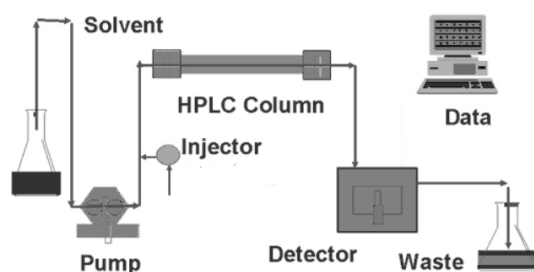 Solvent
HPLC Column
Data
Injector
Pump
Detector
Waste